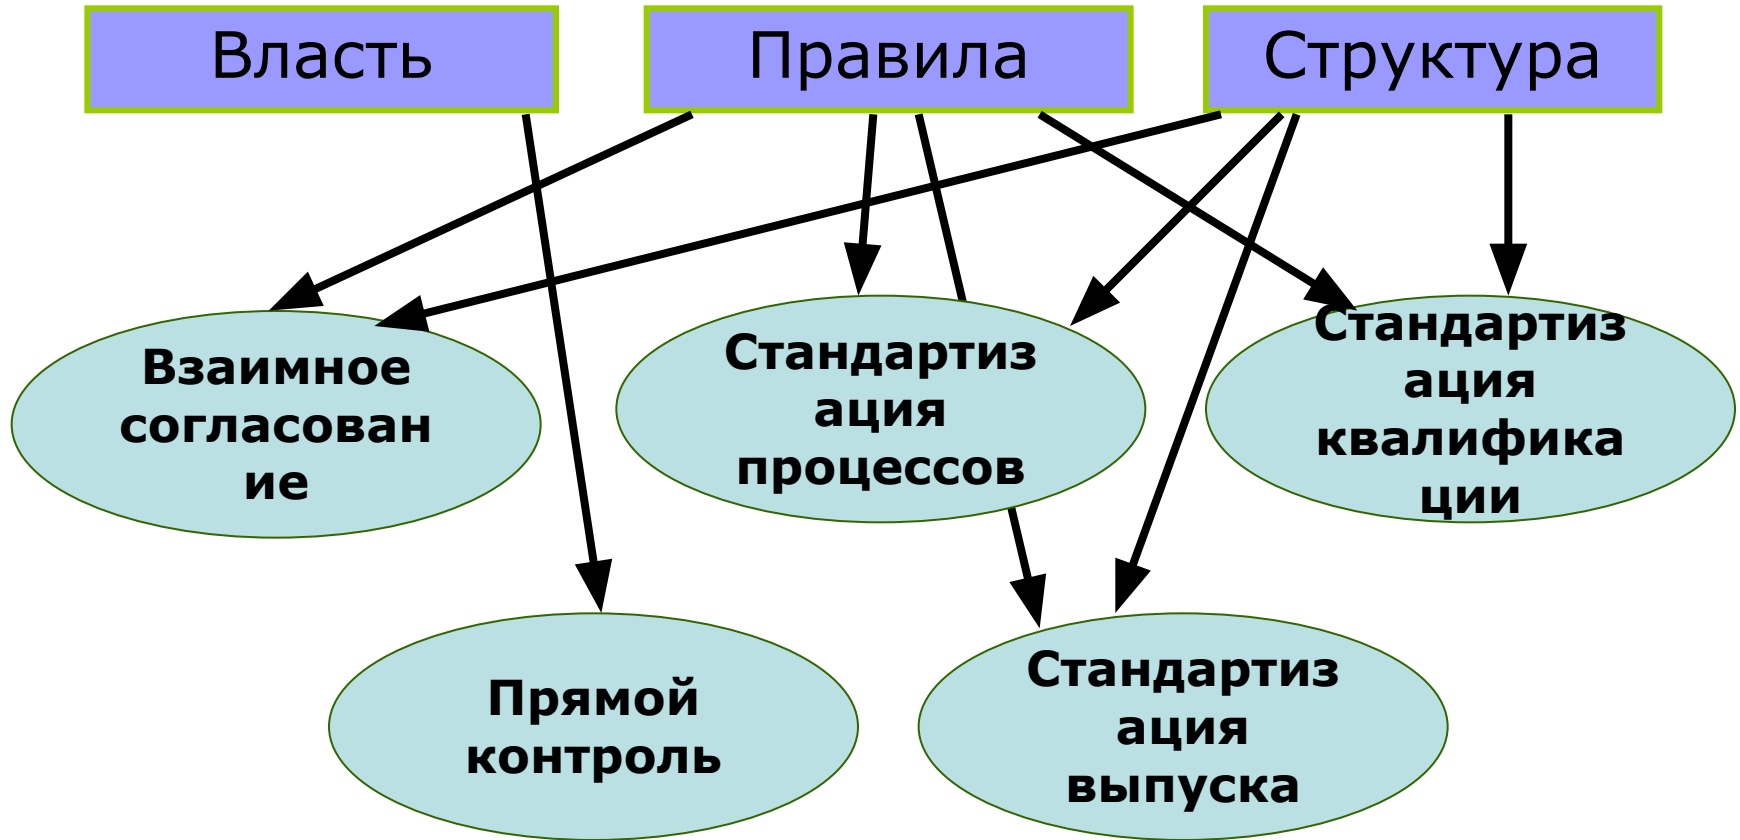 Власть
Правила
Структура
Взаимное
согласован
ие
Стандартиз
ация
процессов
Стандартиз
ация
квалифика
ции
Прямой
контроль
Стандартиз
ация
выпуска